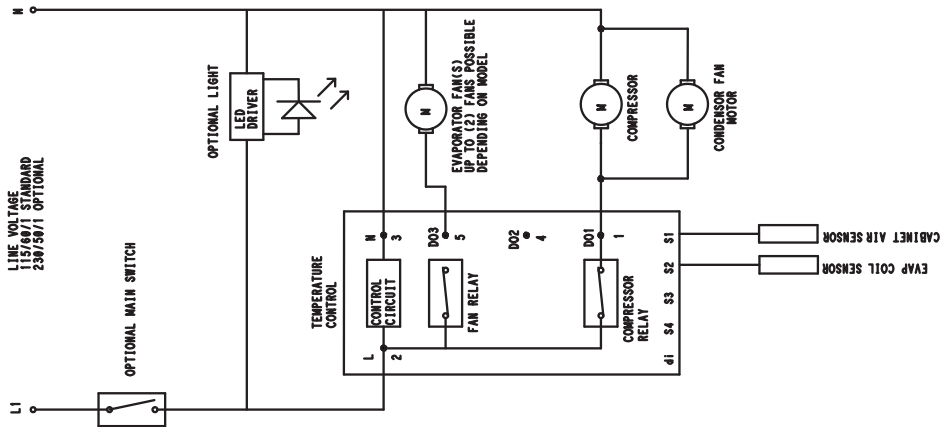 N
LINE VOLTAGE
115/60/1 STANDARD
230/50/1 OPTIONAL
L1
OPTIONAL MAIN SWITCH
OPTIONAL LIGHT
LED
DRIVER
M
EVAPORATOR FAN(S)
UP TO (2) FANS POSSIBLE
DEPENDING ON MODEL
M
COMPRESSOR
M
CONDENSOR FAN
MOTOR
TEMPERATURE
CONTROL
N
3
DO3
5
DO2
4
DO1
1
CONTROL
CIRCUIT
FAN RELAY
COMPRESSOR
RELAY
L
2
S1
S2
S3
S4
di
CABINET AIR SENSOR
EVAP COIL SENSOR